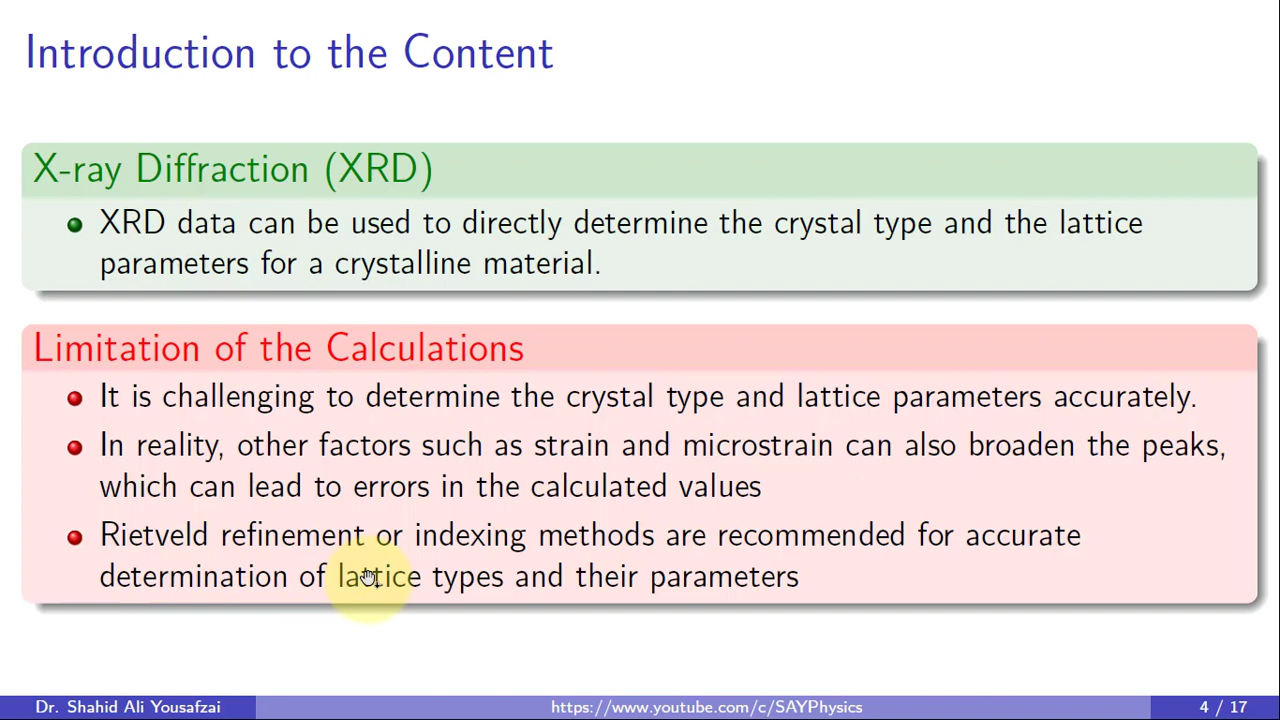 Introduction to the Content
X-ray Diffraction (XRD)
XRD data can be used to directly determine the crystal type and the lattice
parameters for a crystalline material.
Limitation of the Calculations
It is challenging to determine the crystal type and lattice parameters accurately.
In reality, other factors such as strain and microstrain can also broaden the peaks,
which can lead to errors in the calculated values
Rietveld refinement or indexing methods are recommended for accurate
determination of lattice types and their parameters
Dr. Shahid Ali Yousafzai
https://www.youtube.com/c/SAYPhysics
4 / 17